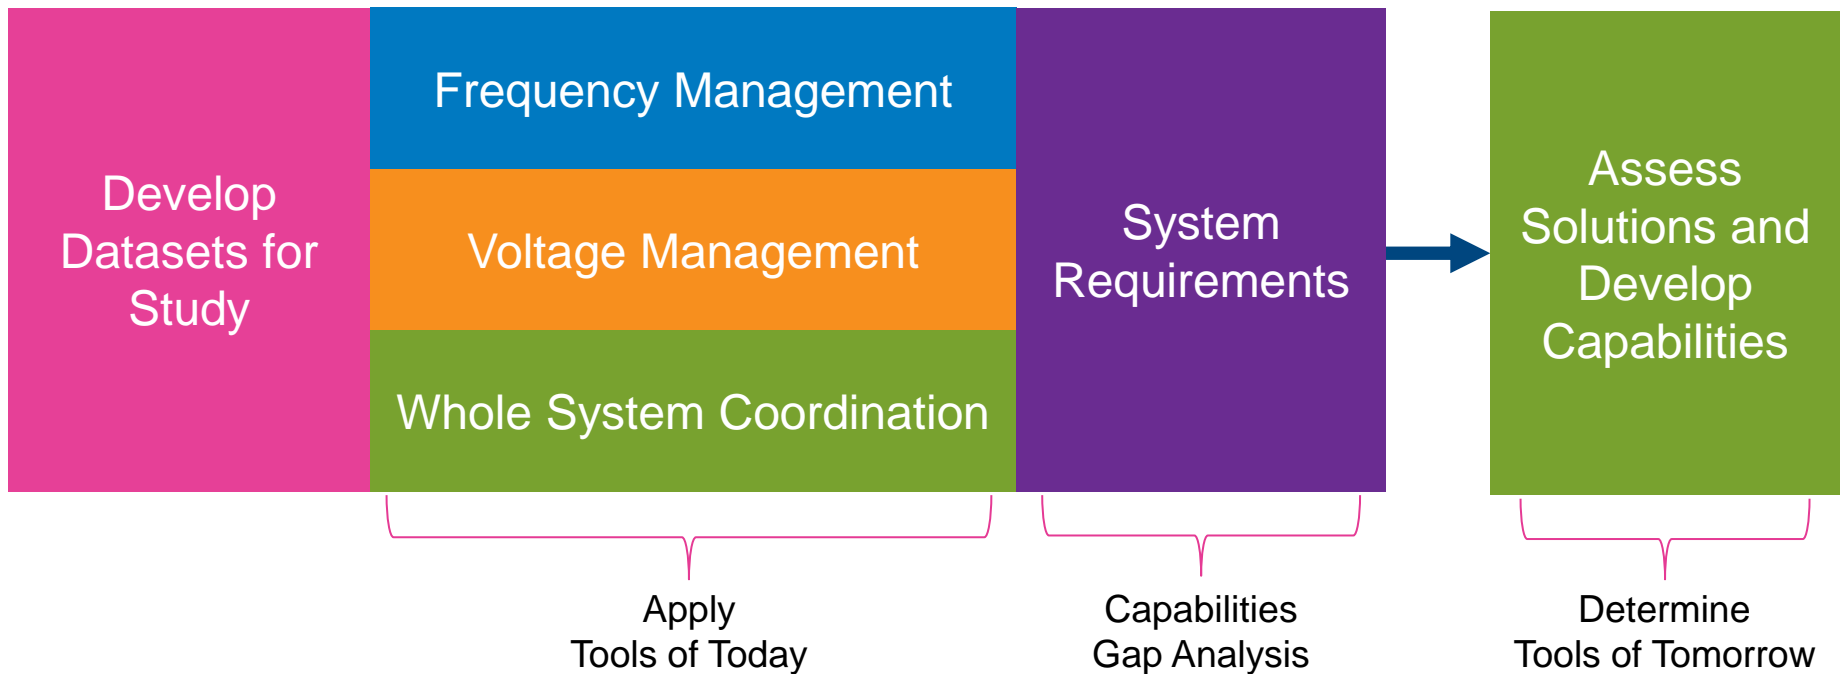 Develop
Datasets for
Study
Frequency Management
Voltage Management
Whole System Coordination
System
Requirements
Assess
Solutions and
Develop
Capabilities
Apply
Tools of Today
Capabilities
Gap Analysis
Determine
Tools of Tomorrow